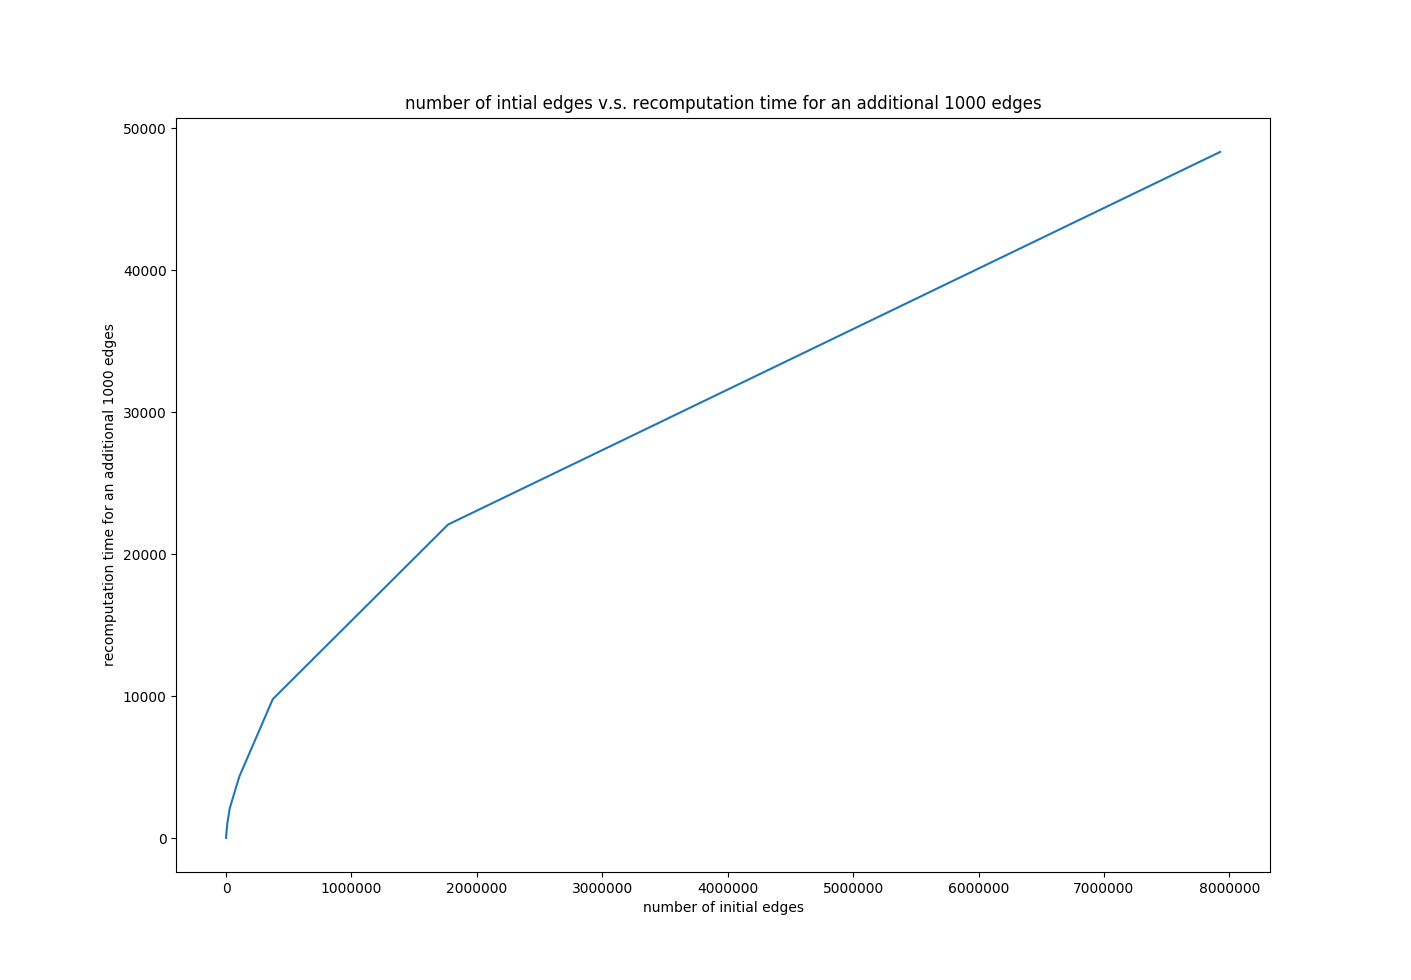 number of intial edges v.s. recomputation time for an additional 1000 edges
50000
40000
30000
20000
10000
0
recomputation time for an additional 1000 edges
0 1000000 2000000 3000000 4000000 5000000 6000000 7000000 8000000
number of initial edges